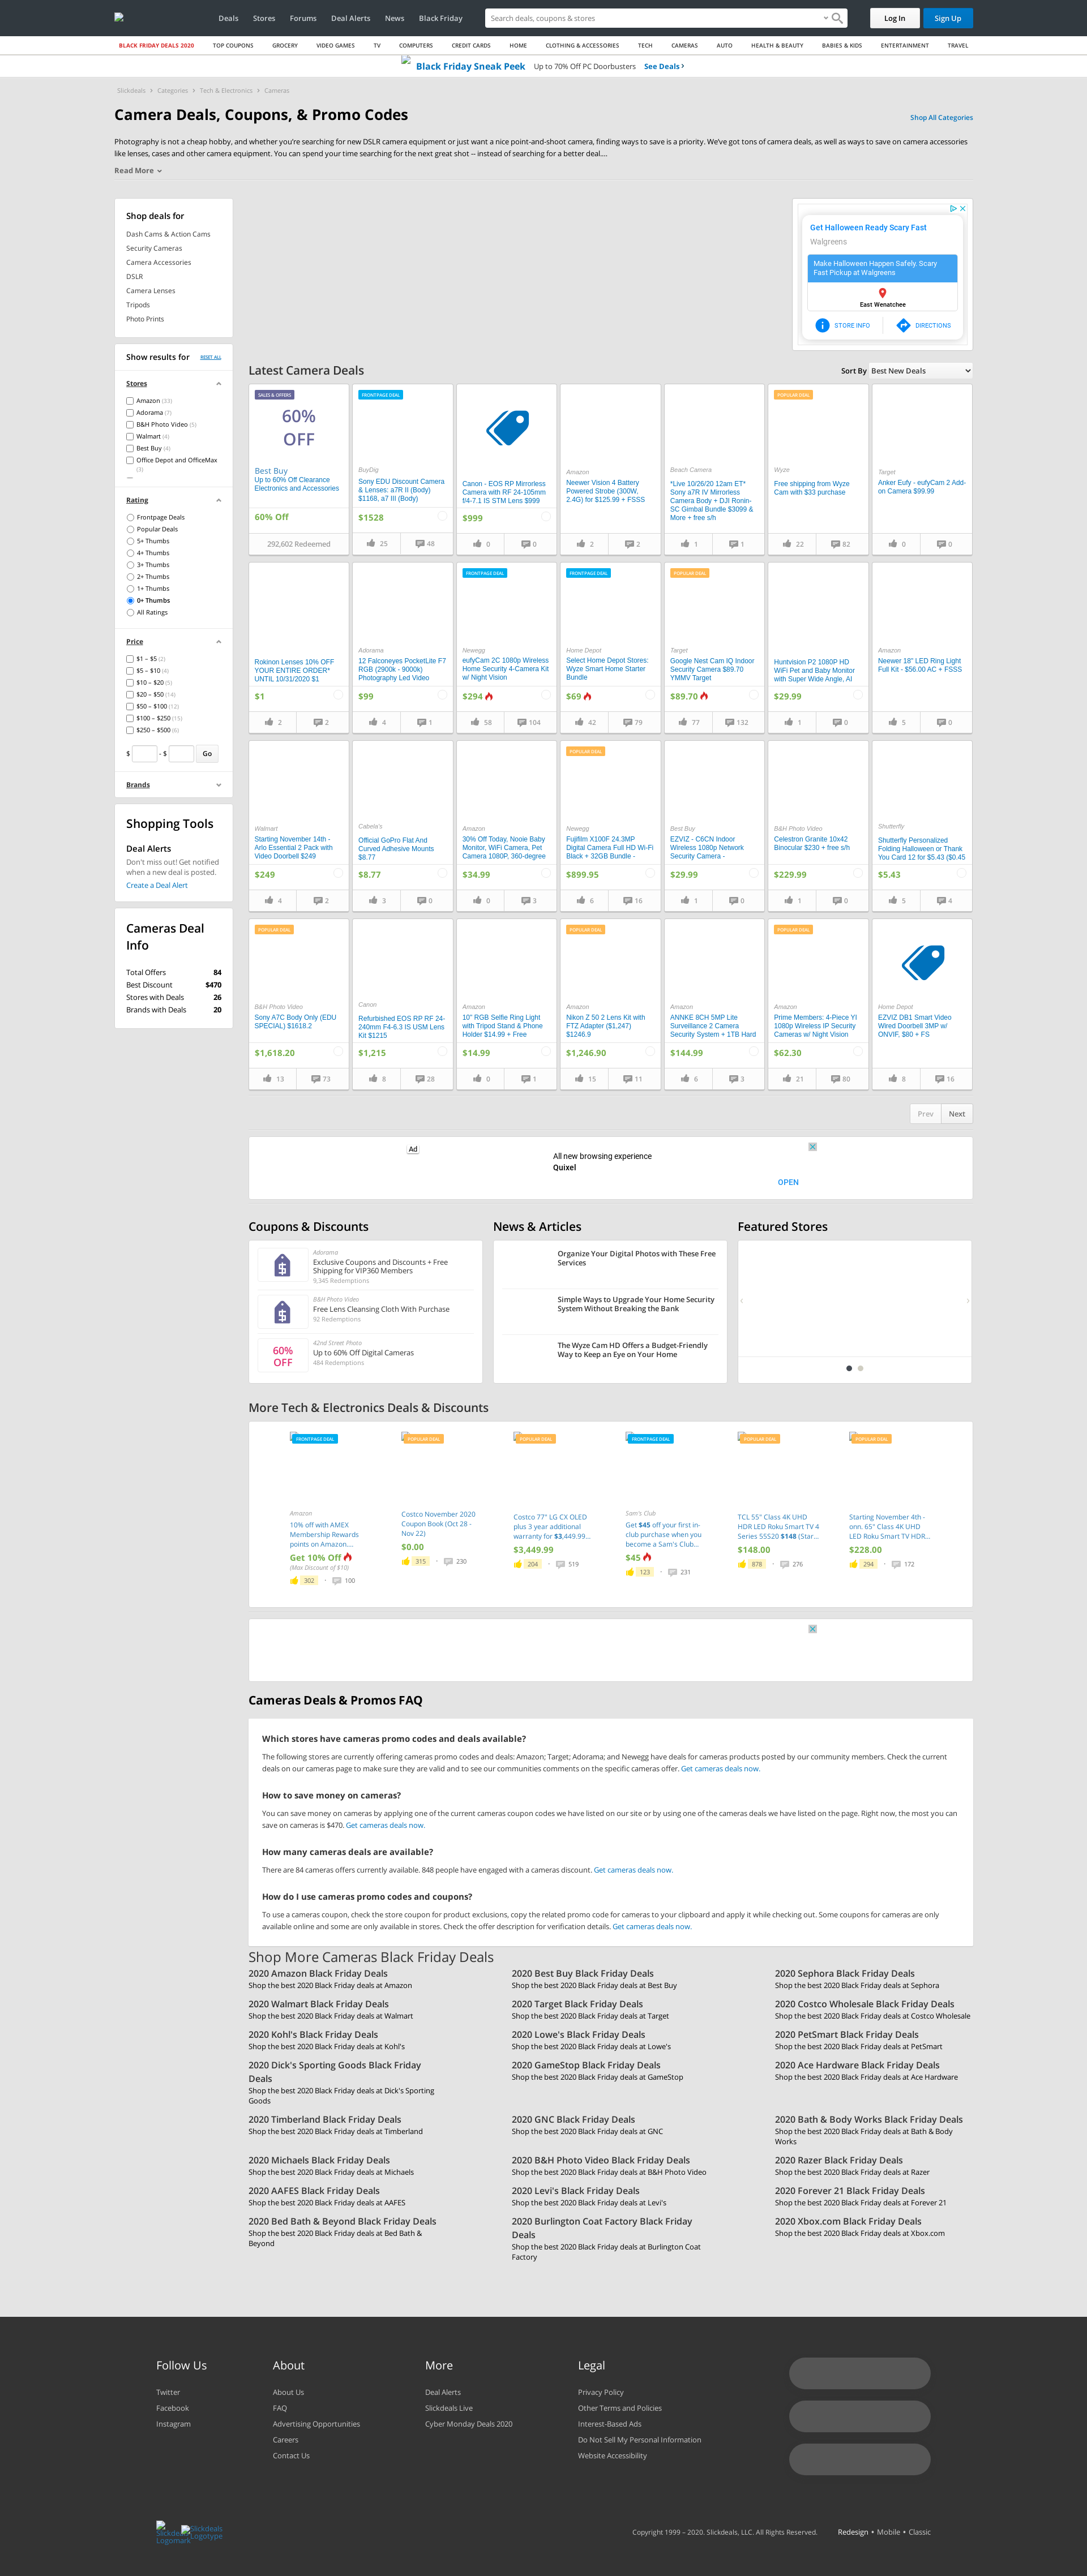 Deals Stores Forums Deal Alerts News Black Friday
Search deals, coupons & stores
Log In
Sign Up
BLACK FRIDAY DEALS 2020 TOP COUPONS GROCERY VIDEO GAMES TV COMPUTERS CREDIT CARDS HOME CLOTHING & ACCESSORIES TECH CAMERAS AUTO HEALTH & BEAUTY BABIES & KIDS ENTERTAINMENT TRAVEL
Black Friday Sneak Peek Up to 70% Off PC Doorbusters See Deals
Slickdeals › Categories › Tech & Electronics › Cameras
Camera Deals, Coupons, & Promo Codes
Shop All Categories
Photography is not a cheap hobby, and whether you're searching for new DSLR camera equipment or just want a nice point-and-shoot camera, finding ways to save is a priority. We've got tons of camera deals, as well as ways to save on camera accessories
like lenses, cases and other camera equipment. You can spend your time searching for the next great shot -- instead of searching for a better deal....
Read More
Shop deals for
Dash Cams & Action Cams
Security Cameras
Camera Accessories
DSLR
Camera Lenses
Tripods
Photo Prints
Show results for RESET ALL
Stores
Amazon (33)
Adorama (7)
B&H Photo Video (5)
Walmart (4)
Best Buy (4)
Office Depot and OfficeMax
(3)
Rating
Frontpage Deals
Popular Deals
5+ Thumbs
4+ Thumbs
3+ Thumbs
2+ Thumbs
1+ Thumbs
0+ Thumbs
All Ratings
Price
$1 – $5 (2)
$5 – $10 (4)
$10 – $20 (5)
$20 – $50 (14)
$50 – $100 (12)
$100 – $250 (15)
$250 – $500 (6)
$ - $ Go
Brands
Shopping Tools
Deal Alerts
Don't miss out! Get notified
when a new deal is posted.
Create a Deal Alert
Cameras Deal
Info
Total Offers 84
Best Discount $470
Stores with Deals 26
Brands with Deals 20
Get Halloween Ready Scary Fast
Walgreens
Make Halloween Happen Safely. Scary
Fast Pickup at Walgreens
East Wenatchee
STORE INFO
DIRECTIONS
Latest Camera Deals
Sort By Best New Deals
SALES & OFFERS
60%
OFF
Best Buy
Up to 60% Off Clearance
Electronics and Accessories
60% Off
292,602 Redeemed
FRONTPAGE DEAL
BuyDig
Sony EDU Discount Camera
& Lenses: a7R II (Body)
$1168, a7 III (Body)
$1528
25 48
Canon - EOS RP Mirrorless
Camera with RF 24-105mm
f/4-7.1 IS STM Lens $999
$999
0 0
Amazon
Neewer Vision 4 Battery
Powered Strobe (300W,
2.4G) for $125.99 + FSSS
2 2
Beach Camera
*Live 10/26/20 12am ET*
Sony a7R IV Mirrorless
Camera Body + DJI Ronin-
SC Gimbal Bundle $3099 &
More + free s/h
1 1
POPULAR DEAL
Wyze
Free shipping from Wyze
Cam with $33 purchase
22 82
Target
Anker Eufy - eufyCam 2 Add-
on Camera $99.99
0 0
Rokinon Lenses 10% OFF
YOUR ENTIRE ORDER*
UNTIL 10/31/2020 $1
$1
2 2
Adorama
12 Falconeyes PocketLite F7
RGB (2900k - 9000k)
Photography Led Video
$99
4 1
FRONTPAGE DEAL
Newegg
eufyCam 2C 1080p Wireless
Home Security 4-Camera Kit
w/ Night Vision
$294
58 104
FRONTPAGE DEAL
Home Depot
Select Home Depot Stores:
Wyze Smart Home Starter
Bundle
$69
42 79
POPULAR DEAL
Target
Google Nest Cam IQ Indoor
Security Camera $89.70
YMMV Target
$89.70
77 132
Huntvision P2 1080P HD
WiFi Pet and Baby Monitor
with Super Wide Angle, AI
$29.99
1 0
Amazon
Neewer 18" LED Ring Light
Full Kit - $56.00 AC + FSSS
5 0
Walmart
Starting November 14th -
Arlo Essential 2 Pack with
Video Doorbell $249
$249
4 2
Cabela's
Official GoPro Flat And
Curved Adhesive Mounts
$8.77
$8.77
3 0
Amazon
30% Off Today, Nooie Baby
Monitor, WiFi Camera, Pet
Camera 1080P, 360-degree
$34.99
0 3
POPULAR DEAL
Newegg
Fujifilm X100F 24.3MP
Digital Camera Full HD Wi-Fi
Black + 32GB Bundle -
$899.95
6 16
Best Buy
EZVIZ - C6CN Indoor
Wireless 1080p Network
Security Camera -
$29.99
1 0
B&H Photo Video
Celestron Granite 10x42
Binocular $230 + free s/h
$229.99
1 0
Shutterfly
Shutterfly Personalized
Folding Halloween or Thank
You Card 12 for $5.43 ($0.45
$5.43
5 4
POPULAR DEAL
B&H Photo Video
Sony A7C Body Only (EDU
SPECIAL) $1618.2
$1,618.20
13 73
Canon
Refurbished EOS RP RF 24-
240mm F4-6.3 IS USM Lens
Kit $1215
$1,215
8 28
Amazon
10" RGB Selfie Ring Light
with Tripod Stand & Phone
Holder $14.99 + Free
$14.99
0 1
POPULAR DEAL
Amazon
Nikon Z 50 2 Lens Kit with
FTZ Adapter ($1,247)
$1246.9
$1,246.90
15 11
Amazon
ANNKE 8CH 5MP Lite
Surveillance 2 Camera
Security System + 1TB Hard
$144.99
6 3
POPULAR DEAL
Amazon
Prime Members: 4-Piece YI
1080p Wireless IP Security
Cameras w/ Night Vision
$62.30
21 80
Home Depot
EZVIZ DB1 Smart Video
Wired Doorbell 3MP w/
ONVIF, $80 + FS
8 16
Prev Next
Ad
All new browsing experience
Quixel
OPEN
Coupons & Discounts
Adorama
Exclusive Coupons and Discounts + Free
Shipping for VIP360 Members
9,345 Redemptions
B&H Photo Video
Free Lens Cleansing Cloth With Purchase
92 Redemptions
60%
OFF
42nd Street Photo
Up to 60% Off Digital Cameras
484 Redemptions
News & Articles
Organize Your Digital Photos with These Free
Services
Simple Ways to Upgrade Your Home Security
System Without Breaking the Bank
The Wyze Cam HD Offers a Budget-Friendly
Way to Keep an Eye on Your Home
Featured Stores
More Tech & Electronics Deals & Discounts
FRONTPAGE DEAL
Amazon
10% off with AMEX
Membership Rewards
points on Amazon....
Get 10% Off
(Max Discount of $10)
302 · 100
POPULAR DEAL
Costco November 2020
Coupon Book (Oct 28 -
Nov 22)
$0.00
315 · 230
POPULAR DEAL
Costco 77" LG CX OLED
plus 3 year additional
warranty for $3,449.99...
$3,449.99
204 · 519
FRONTPAGE DEAL
Sam's Club
Get $45 off your first in-
club purchase when you
become a Sam's Club...
$45
123 · 231
POPULAR DEAL
TCL 55" Class 4K UHD
HDR LED Roku Smart TV 4
Series 55S20 $148 (Star...
$148.00
878 · 276
POPULAR DEAL
Starting November 4th -
onn. 65" Class 4K UHD
LED Roku Smart TV HDR...
$228.00
294 · 172
Cameras Deals & Promos FAQ
Which stores have cameras promo codes and deals available?
The following stores are currently offering cameras promo codes and deals: Amazon; Target; Adorama; and Newegg have deals for cameras products posted by our community members. Check the current
deals on our cameras page to make sure they are valid and to see our communities comments on the specific cameras offer. Get cameras deals now.
How to save money on cameras?
You can save money on cameras by applying one of the current cameras coupon codes we have listed on our site or by using one of the cameras deals we have listed on the page. Right now, the most you can
save on cameras is $470. Get cameras deals now.
How many cameras deals are available?
There are 84 cameras offers currently available. 848 people have engaged with a cameras discount. Get cameras deals now.
How do I use cameras promo codes and coupons?
To use a cameras coupon, check the store coupon for product exclusions, copy the related promo code for cameras to your clipboard and apply it while checking out. Some coupons for cameras are only
available online and some are only available in stores. Check the offer description for verification details. Get cameras deals now.
Shop More Cameras Black Friday Deals
2020 Amazon Black Friday Deals
Shop the best 2020 Black Friday deals at Amazon
2020 Best Buy Black Friday Deals
Shop the best 2020 Black Friday deals at Best Buy
2020 Sephora Black Friday Deals
Shop the best 2020 Black Friday deals at Sephora
2020 Walmart Black Friday Deals
Shop the best 2020 Black Friday deals at Walmart
2020 Target Black Friday Deals
Shop the best 2020 Black Friday deals at Target
2020 Costco Wholesale Black Friday Deals
Shop the best 2020 Black Friday deals at Costco Wholesale
2020 Kohl's Black Friday Deals
Shop the best 2020 Black Friday deals at Kohl's
2020 Lowe's Black Friday Deals
Shop the best 2020 Black Friday deals at Lowe's
2020 PetSmart Black Friday Deals
Shop the best 2020 Black Friday deals at PetSmart
2020 Dick's Sporting Goods Black Friday
Deals
Shop the best 2020 Black Friday deals at Dick's Sporting
Goods
2020 GameStop Black Friday Deals
Shop the best 2020 Black Friday deals at GameStop
2020 Ace Hardware Black Friday Deals
Shop the best 2020 Black Friday deals at Ace Hardware
2020 Timberland Black Friday Deals
Shop the best 2020 Black Friday deals at Timberland
2020 GNC Black Friday Deals
Shop the best 2020 Black Friday deals at GNC
2020 Bath & Body Works Black Friday Deals
Shop the best 2020 Black Friday deals at Bath & Body
Works
2020 Michaels Black Friday Deals
Shop the best 2020 Black Friday deals at Michaels
2020 B&H Photo Video Black Friday Deals
Shop the best 2020 Black Friday deals at B&H Photo Video
2020 Razer Black Friday Deals
Shop the best 2020 Black Friday deals at Razer
2020 AAFES Black Friday Deals
Shop the best 2020 Black Friday deals at AAFES
2020 Levi's Black Friday Deals
Shop the best 2020 Black Friday deals at Levi's
2020 Forever 21 Black Friday Deals
Shop the best 2020 Black Friday deals at Forever 21
2020 Bed Bath & Beyond Black Friday Deals
Shop the best 2020 Black Friday deals at Bed Bath &
Beyond
2020 Burlington Coat Factory Black Friday
Deals
Shop the best 2020 Black Friday deals at Burlington Coat
Factory
2020 Xbox.com Black Friday Deals
Shop the best 2020 Black Friday deals at Xbox.com
Follow Us
Twitter
Facebook
Instagram
About
About Us
FAQ
Advertising Opportunities
Careers
Contact Us
More
Deal Alerts
Slickdeals Live
Cyber Monday Deals 2020
Legal
Privacy Policy
Other Terms and Policies
Interest-Based Ads
Do Not Sell My Personal Information
Website Accessibility
Slickdeals
Logomark
Slickdeals
Logotype
Copyright 1999 – 2020. Slickdeals, LLC. All Rights Reserved.
Redesign • Mobile • Classic